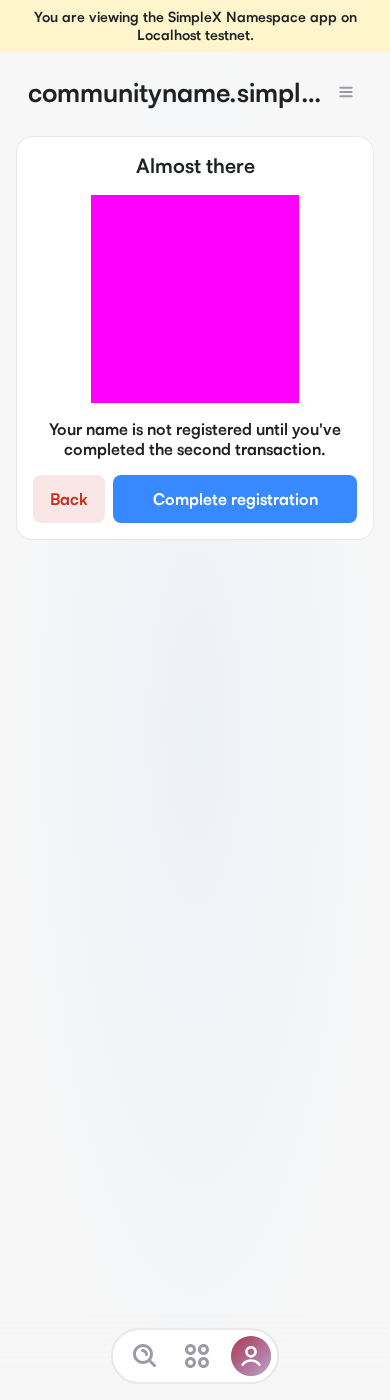 You are viewing the SimpleX Namespace app on
Localhost testnet.
communityname.simpl...
Almost there
Your name is not registered until you've
completed the second transaction.
Back
Complete registration